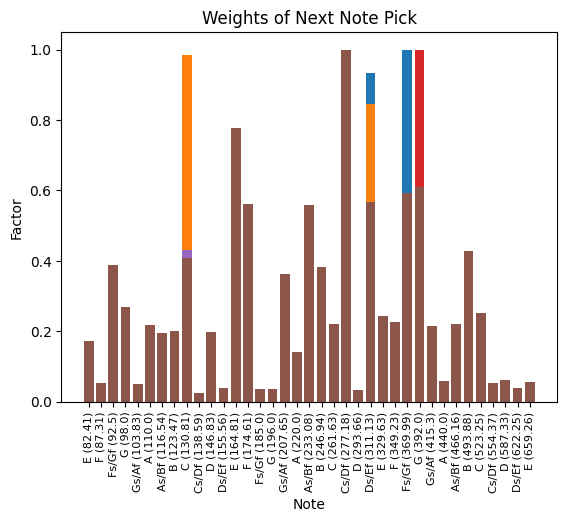 Weights of Next Note Pick
1.0
0.8
0.6
0.4
0.2
0.0
Factor
E (82.41)
F (87.31)
Fs/Gf (92.5)
G (98.0)
Gs/Af (103.83)
A (110.0)
As/Bf (116.54)
B (123.47)
C (130.81)
Cs/Df (138.59)
D (146.83)
Ds/Ef (155.56)
E (164.81)
F (174.61)
Fs/Gf (185.0)
G (196.0)
Gs/Af (207.65)
A (220.0)
As/Bf (233.08)
B (246.94)
C (261.63)
Cs/Df (277.18)
D (293.66)
Ds/Ef (311.13)
E (329.63)
F (349.23)
Fs/Gf (369.99)
G (392.0)
Gs/Af (415.3)
A (440.0)
As/Bf (466.16)
B (493.88)
C (523.25)
Cs/Df (554.37)
D (587.33)
Ds/Ef (622.25)
E (659.26)
Note